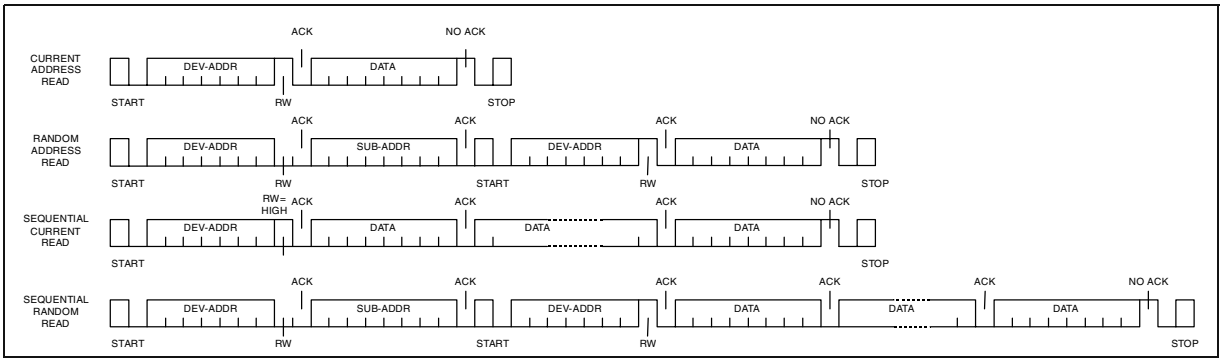 ACK NO ACK
CURRENT
ADDRESS
READ
DEV-ADDR DATA
START RW STOP
ACK ACK ACK NO ACK
RANDOM
ADDRESS
READ
DEV-ADDR SUB-ADDR DEV-ADDR DATA
START RW START RW STOP
RW=
HIGH
ACK ACK ACK NO ACK
SEQUENTIAL
CURRENT
READ
DEV-ADDR DATA DATA DATA
START STOP
ACK ACK ACK ACK ACK NO ACK
SEQUENTIAL
RANDOM
READ
DEV-ADDR SUB-ADDR DEV-ADDR DATA DATA DATA
START RW START RW STOP